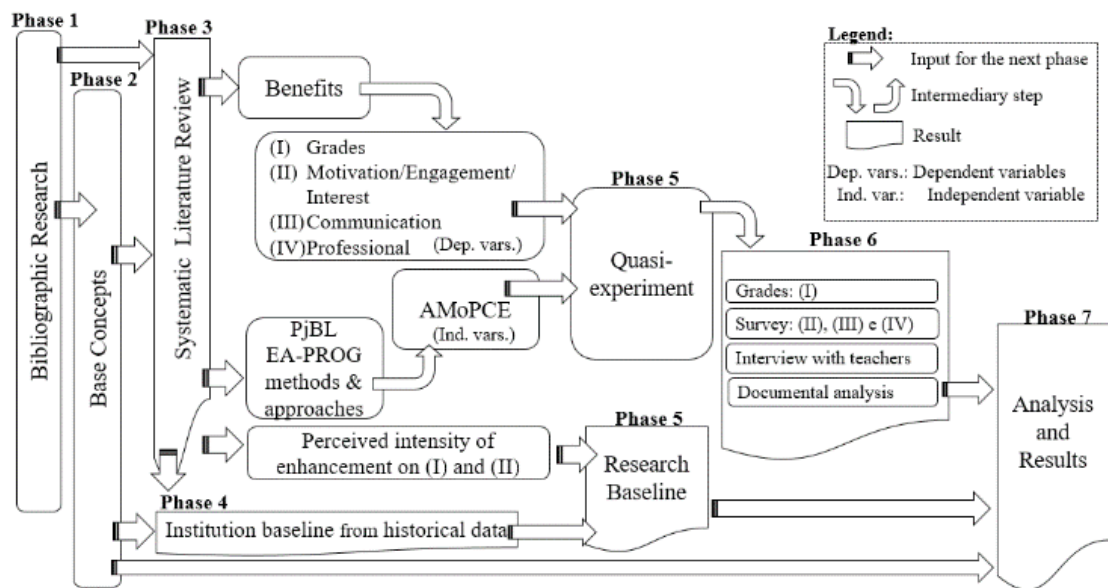 Phase 1
Bibliographic Research
Phase 2
Base Concepts
Phase 3
Systematic Literature Review
Benefits
(I) Grades
(II) Motivation/Engagement/
Interest
(III) Communication
(IV) Professional (Dep. vars.)
PjBL
EA-PROG
methods &
approaches
AMoPCE
(Ind. vars.)
Perceived intensity of
enhancement on (I) and (II)
Phase 4
Institution baseline from historical data
Phase 5
Quasi-
experiment
Phase 5
Research
Baseline
Legend:
Input for the next phase
Intermediary step
Result
Dep. vars.: Dependent variables
Ind. var.: Independent variable
Phase 6
Grades: (I)
Survey: (II), (III) e (IV)
Interview with teachers
Documental analysis
Phase 7
Analysis
and
Results